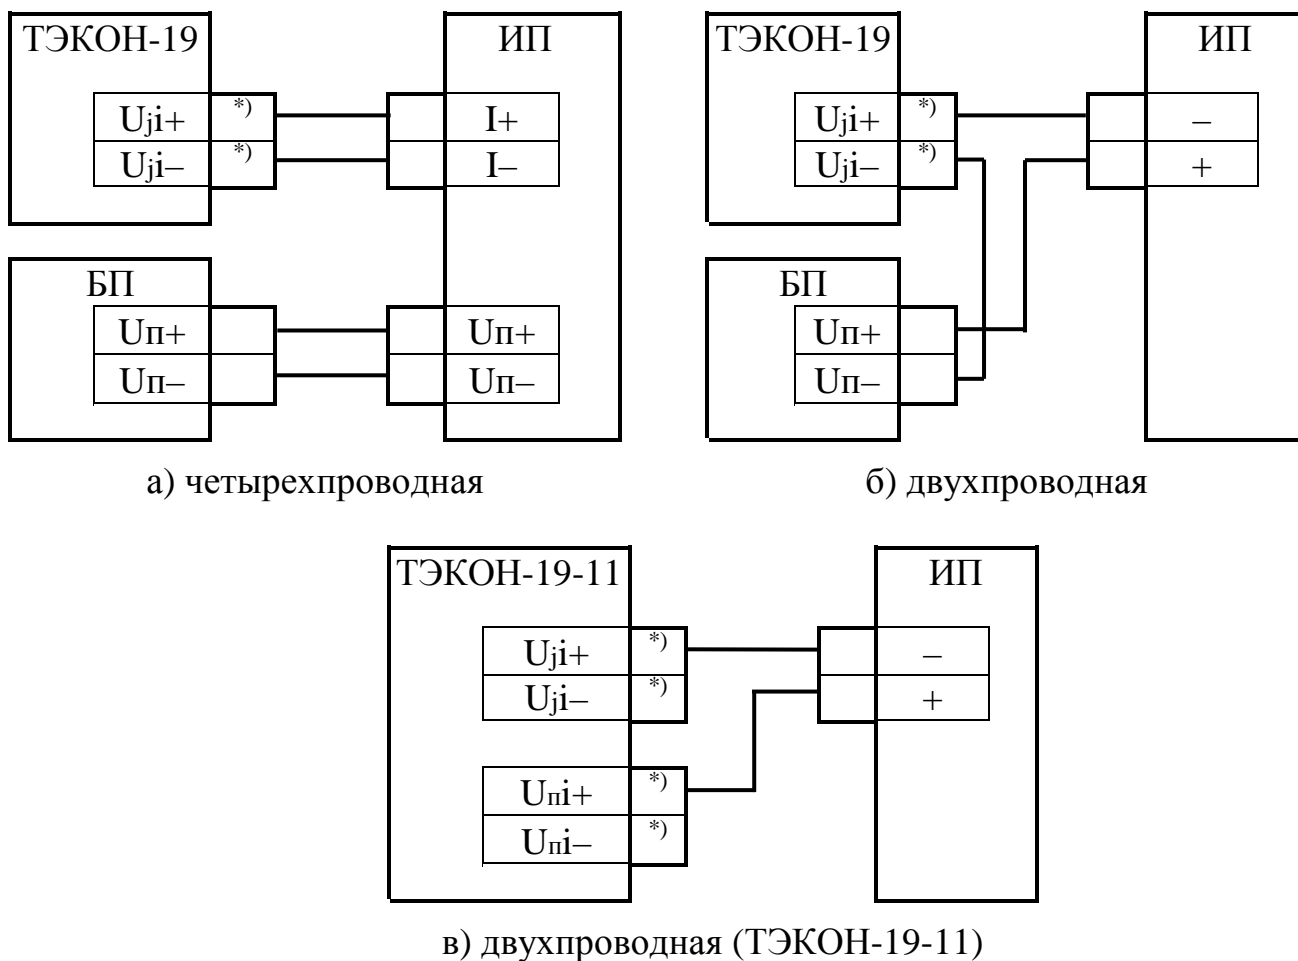 ТЭКОН-19 ИП
Uji+ *) I+
Uji– *) I–
БП
Uп+ Uп+
Uп– Uп–
а) четырехпроводная
ТЭКОН-19 ИП
Uji+ *) –
Uji– *) +
БП
Uп+
Uп–
б) двухпроводная
ТЭКОН-19-11 ИП
Uji+ *) –
Uji– *) +
Uпi+ *)
Uпi– *)
в) двухпроводная (ТЭКОН-19-11)